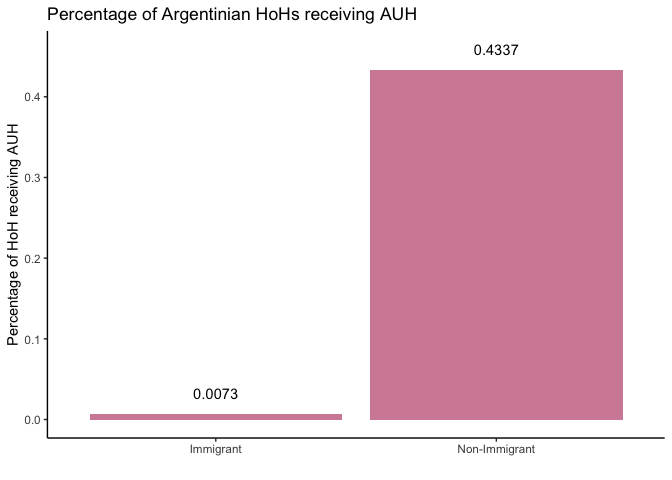 Percentage of Argentinian HoHs receiving AUH
Percentage of HoH receiving AUH
0.4
0.3
0.2
0.1
0.0
0.0073
0.4337
Immigrant
Non-Immigrant